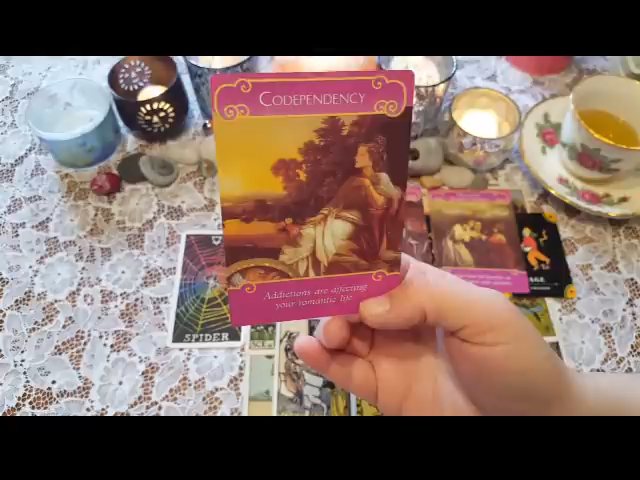 CODEPENDENCY
Addictions are affecting
your romantic life
SPIDER